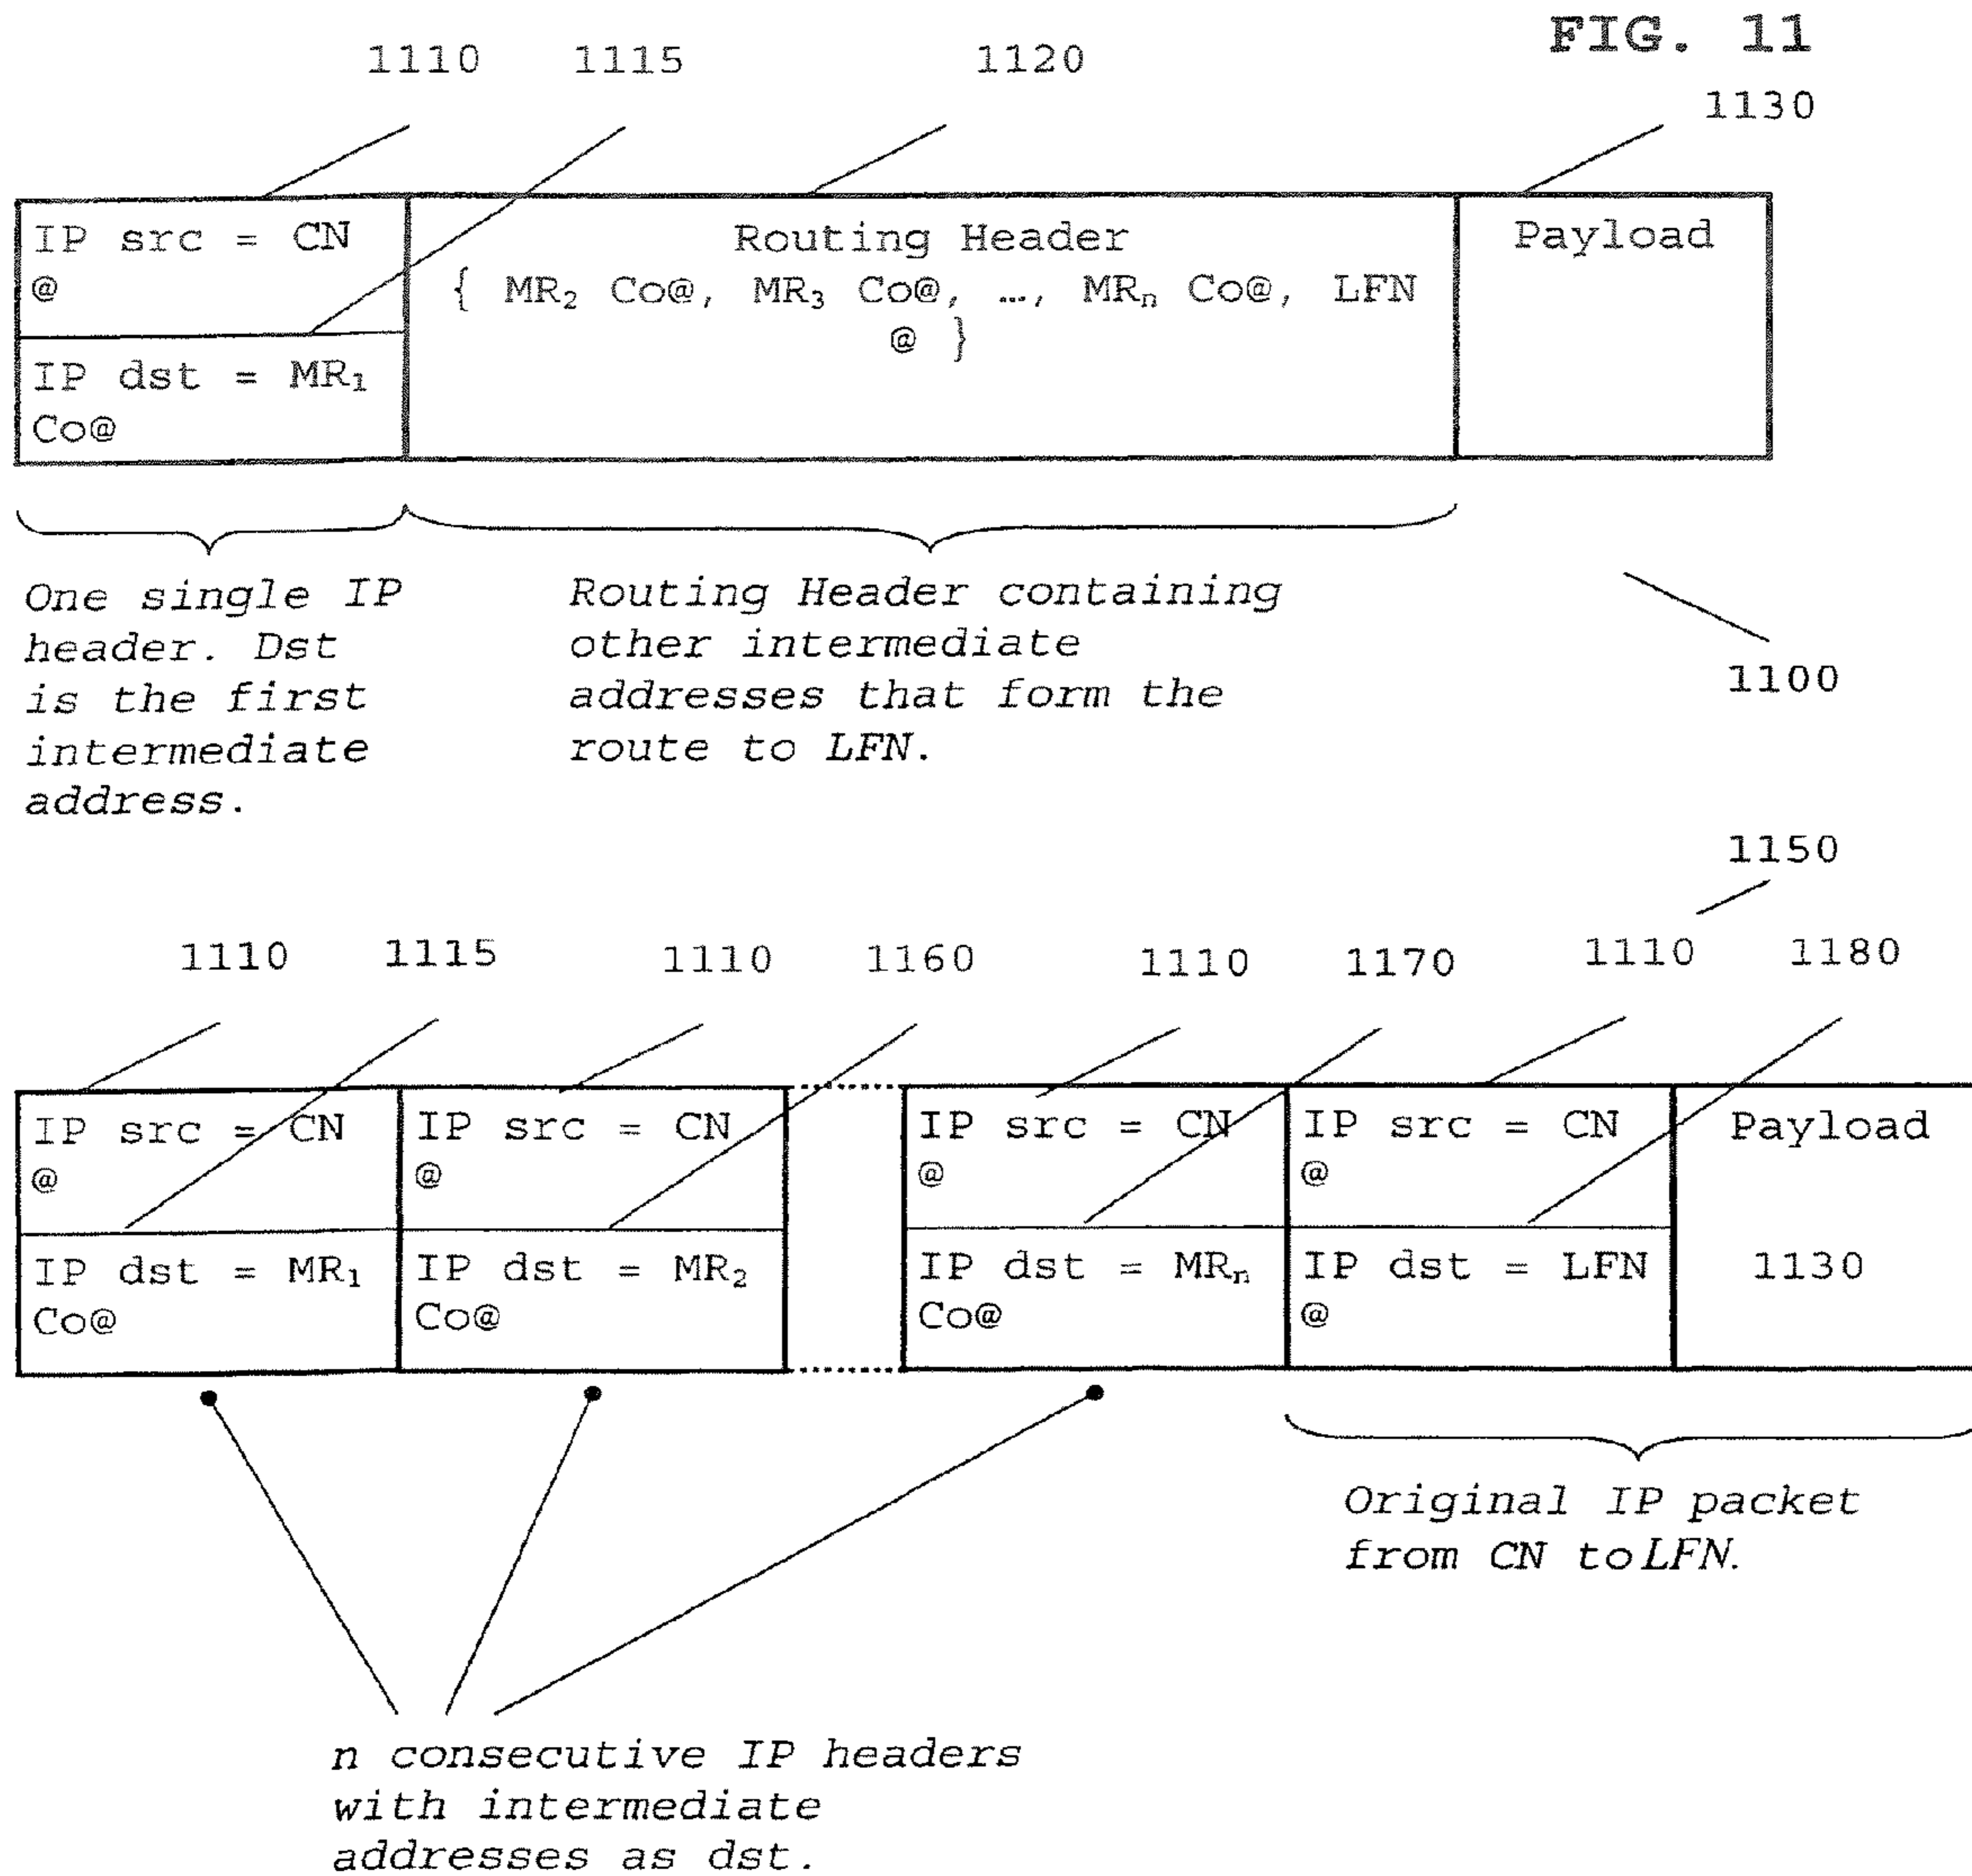 FIG. 11
1110 1115 1120
1130
IP src = CN
@
IP dst = MR₁
Co@
Routing Header
{ MR₂ Co@, MR₃ Co@, …, MRₙ Co@, LFN
@ }
Payload
One single IP
header. Dst
is the first
intermediate
address.
Routing Header containing
other intermediate
addresses that form the
route to LFN.
1100
1150
1110 1115 1110 1160 1110 1170 1110 1180
IP src = CN
@
IP dst = MR₁
Co@
IP src = CN
@
IP dst = MR₂
Co@
IP src = CN
@
IP dst = MRₙ
Co@
IP src = CN
@
IP dst = LFN
@
Payload
1130
Original IP packet
from CN to LFN.
n consecutive IP headers
with intermediate
addresses as dst.